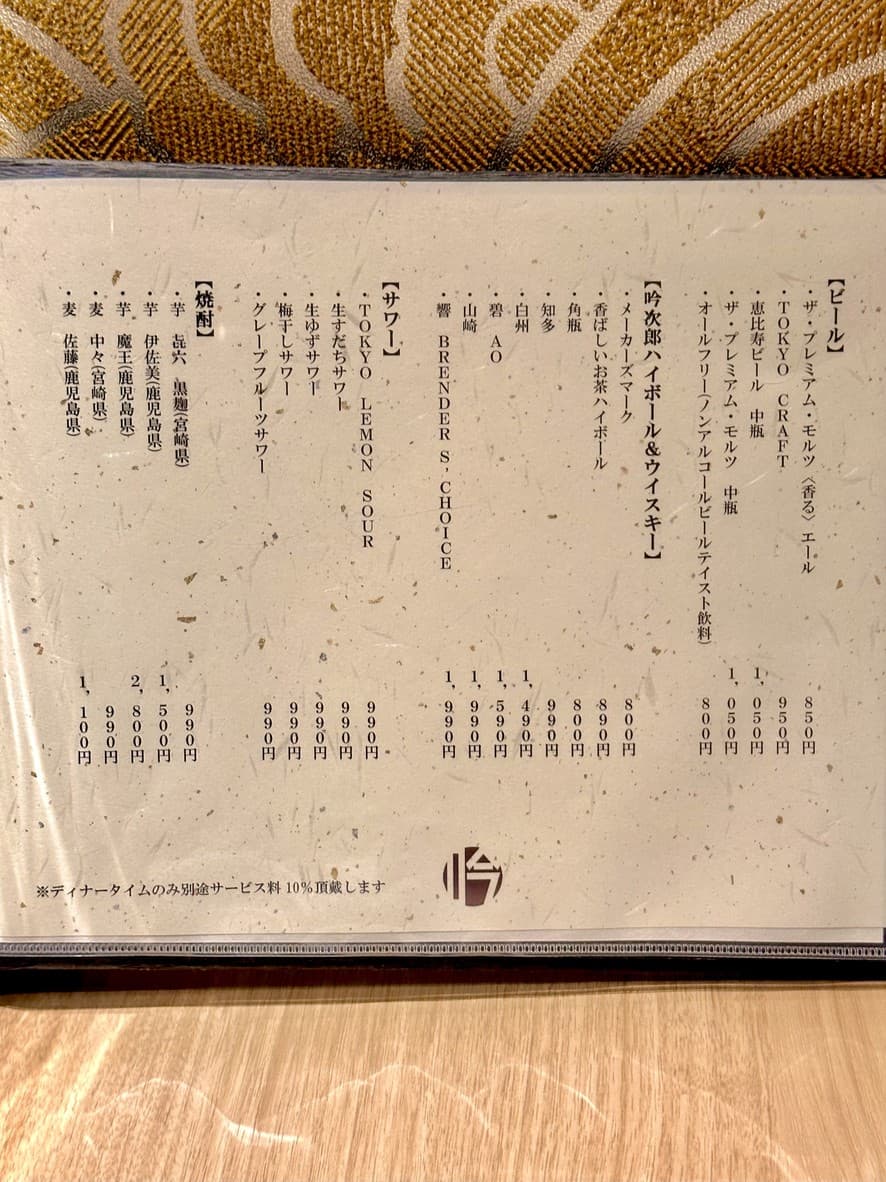 【ビール】
・ザ・プレミアム・モルツ〈香る〉エール 850円
・TOKYO CRAFT 950円
・恵比寿ビール 中瓶 1,050円
・ザ・プレミアム・モルツ 中瓶 1,050円
・オールフリー(ノンアルコールビールテイスト飲料) 800円
【吟次郎ハイボール&ウイスキー】
・メーカーズマーク 800円
・香ばしいお茶ハイボール 890円
・角瓶 800円
・知多 990円
・白州 1,490円
・碧 AO 1,590円
・山崎 1,990円
・響 BRENDER S'CHOICE 1,990円
【サワー】
・TOKYO LEMON SOUR 990円
・生すだちサワー 990円
・生ゆずサワー 990円
・梅干しサワー 990円
・グレープフルーツサワー 990円
【焼酎】
・芋 㐂六 黒麹(宮崎県) 990円
・芋 伊佐美(鹿児島県) 1,500円
・芋 魔王(鹿児島県) 2,800円
・麦 中々(宮崎県) 990円
・麦 佐藤(鹿児島県) 1,100円
吟
※ディナータイムのみ別途サービス料10%頂戴します